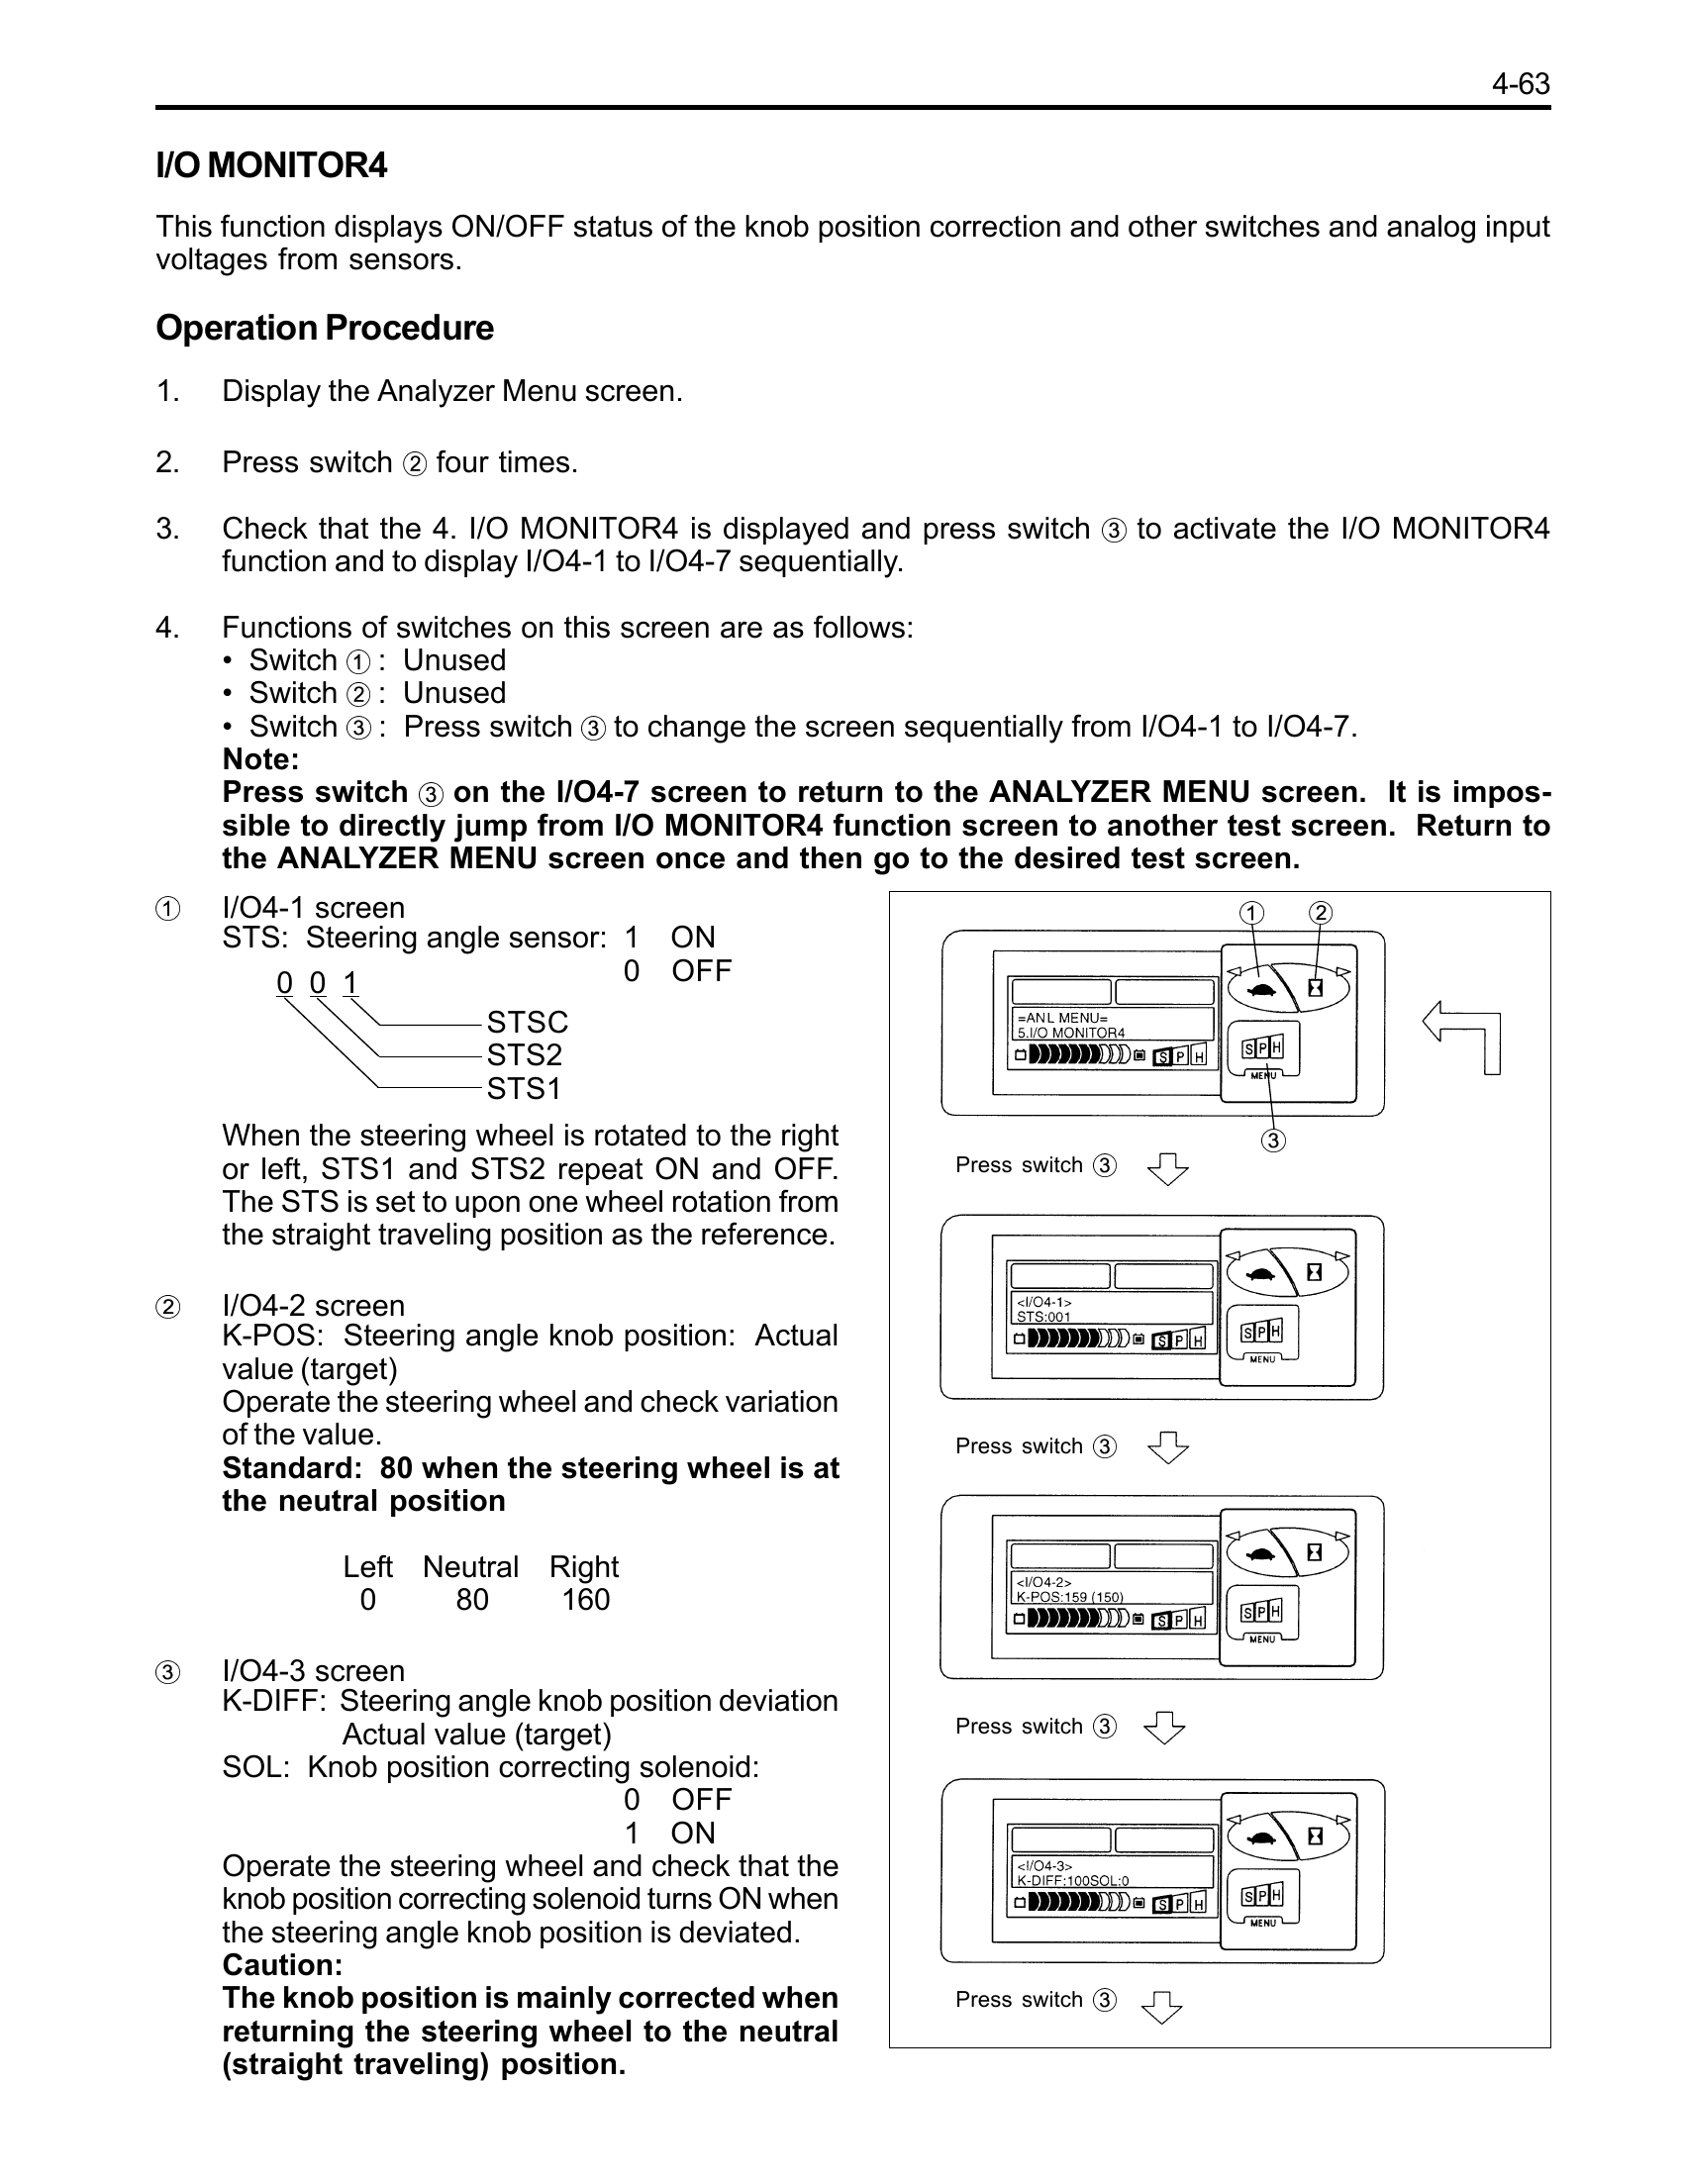 4-63
I/O MONITOR4
This function displays ON/OFF status of the knob position correction and other switches and analog input
voltages from sensors.
Operation Procedure
1. Display the Analyzer Menu screen.
2. Press switch ② four times.
3. Check that the 4. I/O MONITOR4 is displayed and press switch ③ to activate the I/O MONITOR4
function and to display I/O4-1 to I/O4-7 sequentially.
4. Functions of switches on this screen are as follows:
• Switch ① : Unused
• Switch ② : Unused
• Switch ③ : Press switch ③ to change the screen sequentially from I/O4-1 to I/O4-7.
Note:
Press switch ③ on the I/O4-7 screen to return to the ANALYZER MENU screen. It is impos-
sible to directly jump from I/O MONITOR4 function screen to another test screen. Return to
the ANALYZER MENU screen once and then go to the desired test screen.
① I/O4-1 screen
STS: Steering angle sensor: 1 ON
0 OFF
0 0 1
STSC
STS2
STS1
When the steering wheel is rotated to the right
or left, STS1 and STS2 repeat ON and OFF.
The STS is set to upon one wheel rotation from
the straight traveling position as the reference.
② I/O4-2 screen
K-POS: Steering angle knob position: Actual
value (target)
Operate the steering wheel and check variation
of the value.
Standard: 80 when the steering wheel is at
the neutral position
Left Neutral Right
0 80 160
③ I/O4-3 screen
K-DIFF: Steering angle knob position deviation
Actual value (target)
SOL: Knob position correcting solenoid:
0 OFF
1 ON
Operate the steering wheel and check that the
knob position correcting solenoid turns ON when
the steering angle knob position is deviated.
Caution:
The knob position is mainly corrected when
returning the steering wheel to the neutral
(straight traveling) position.
① ②
=ANL MENU=
5.I/O MONITOR4
S P H
S P H
MENU
③
Press switch ③
<I/O4-1>
STS:001
S P H
S P H
MENU
Press switch ③
<I/O4-2>
K-POS:159 (150)
S P H
S P H
MENU
Press switch ③
<I/O4-3>
K-DIFF:100SOL:0
S P H
S P H
MENU
Press switch ③